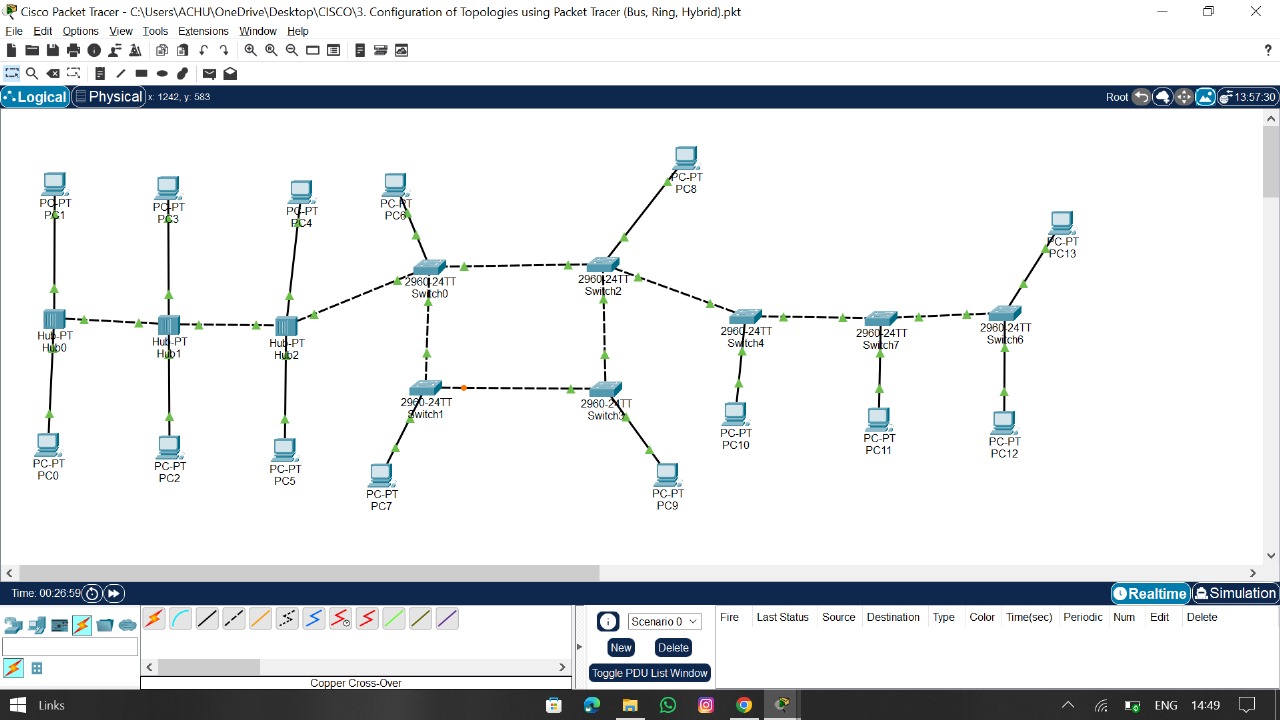 Cisco Packet Tracer - C:\Users\ACHU\OneDrive\Desktop\CISCO\3. Configuration of Topologies using Packet Tracer (Bus, Ring, Hybrid).pkt
File Edit Options View Tools Extensions Window Help
?
Logical Physical x: 1242, y: 583 Root 13:57:30
PC-PT
PC8
PC-PT
PC1
PC-PT
PC3
PC-PT
PC4
PC-PT
PC6
PC-PT
PC13
2960-24TT
Switch0
2960-24TT
Switch2
Hub-PT
Hub0
Hub-PT
Hub1
Hub-PT
Hub2
2960-24TT
Switch4
2960-24TT
Switch7
2960-24TT
Switch6
2960-24TT
Switch1
2960-24TT
Switch3
PC-PT
PC0
PC-PT
PC2
PC-PT
PC5
PC-PT
PC7
PC-PT
PC9
PC-PT
PC10
PC-PT
PC11
PC-PT
PC12
Time: 00:26:59 Realtime Simulation
Scenario 0
New Delete
Toggle PDU List Window
Fire Last Status Source Destination Type Color Time(sec) Periodic Num Edit Delete
Copper Cross-Over
Links ENG 14:49